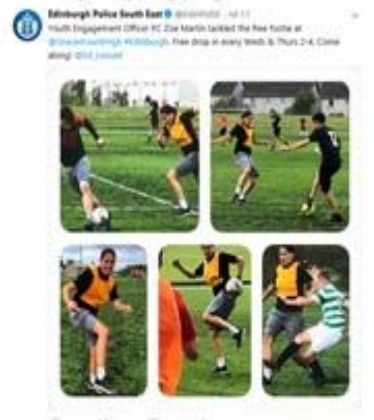 Edinburgh Police South East
Youth Engagement Officer PC Zoe Martin tackled the free footie at
#Edinburgh. Free drop in every Weds & Thurs 2-4. Come
along!